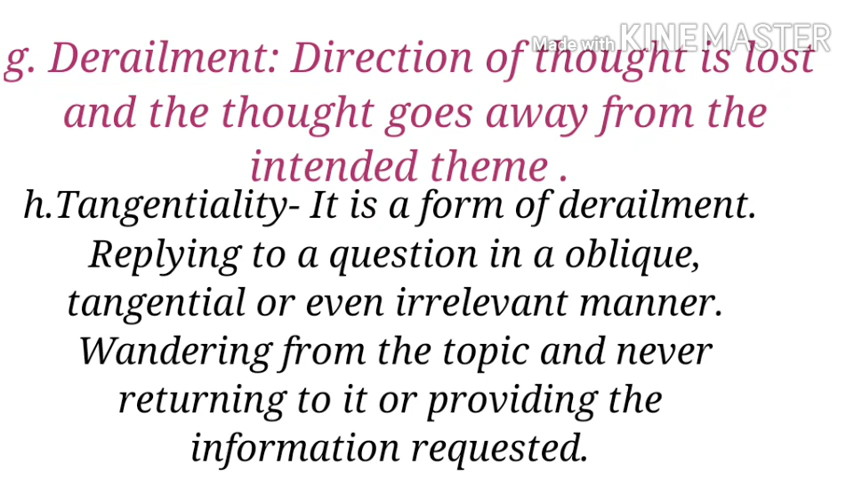 Made with KINEMASTER
g. Derailment: Direction of thought is lost
and the thought goes away from the
intended theme .
h.Tangentiality- It is a form of derailment.
Replying to a question in a oblique,
tangential or even irrelevant manner.
Wandering from the topic and never
returning to it or providing the
information requested.